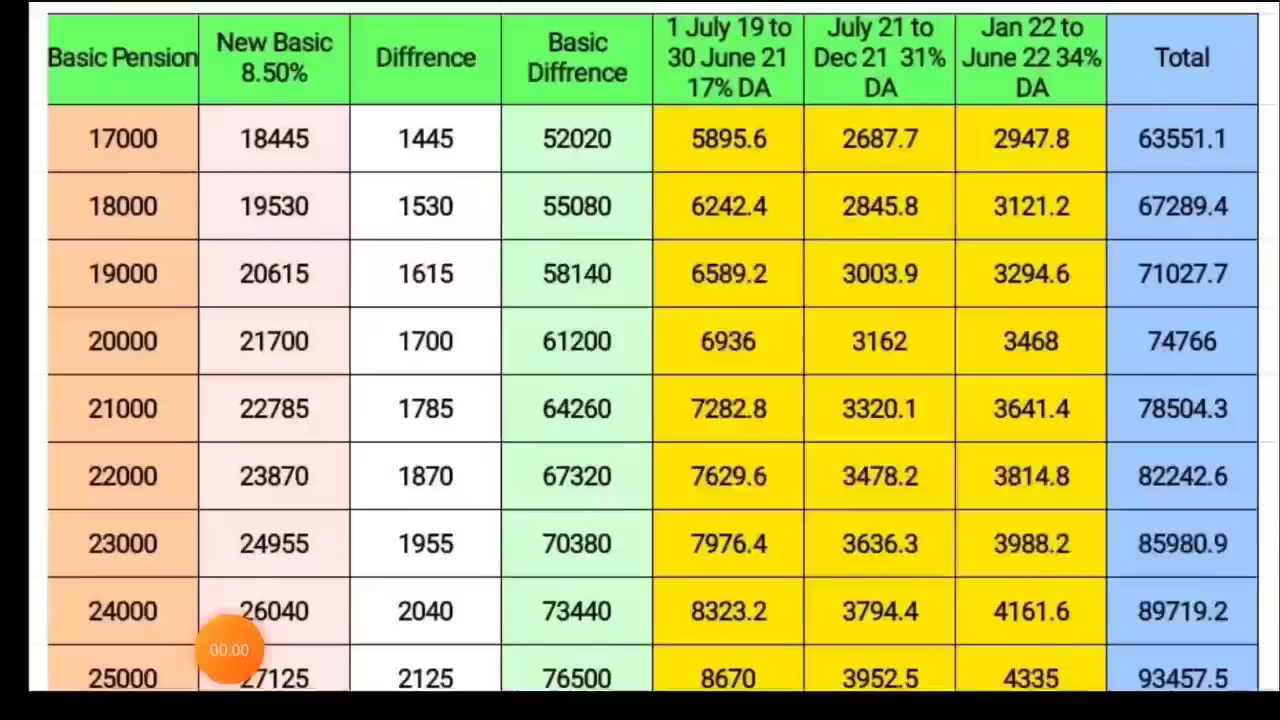 Basic Pension New Basic 8.50% Diffrence Basic Diffrence 1 July 19 to 30 June 21 17% DA July 21 to Dec 21 31% DA Jan 22 to June 22 34% DA Total
17000 18445 1445 52020 5895.6 2687.7 2947.8 63551.1
18000 19530 1530 55080 6242.4 2845.8 3121.2 67289.4
19000 20615 1615 58140 6589.2 3003.9 3294.6 71027.7
20000 21700 1700 61200 6936 3162 3468 74766
21000 22785 1785 64260 7282.8 3320.1 3641.4 78504.3
22000 23870 1870 67320 7629.6 3478.2 3814.8 82242.6
23000 24955 1955 70380 7976.4 3636.3 3988.2 85980.9
24000 26040 2040 73440 8323.2 3794.4 4161.6 89719.2
00:00
25000 27125 2125 76500 8670 3952.5 4335 93457.5